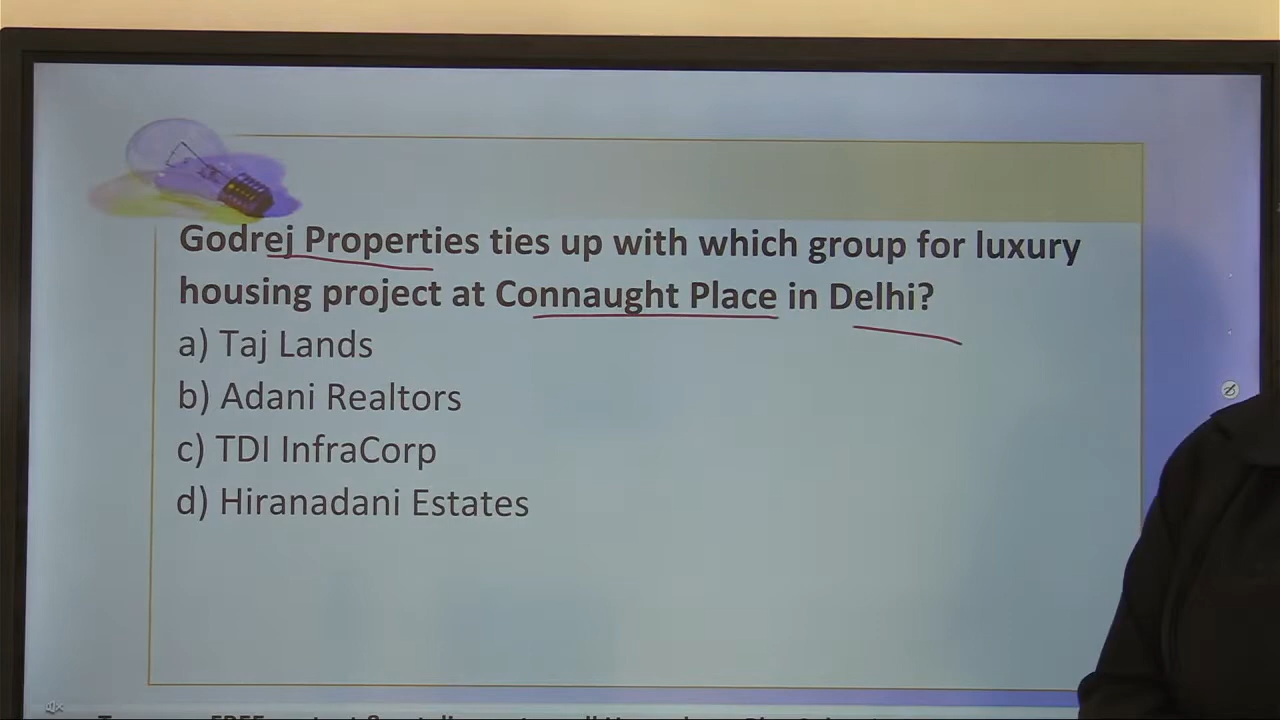 Godrej Properties ties up with which group for luxury
housing project at Connaught Place in Delhi?
a) Taj Lands
b) Adani Realtors
c) TDI InfraCorp
d) Hiranadani Estates